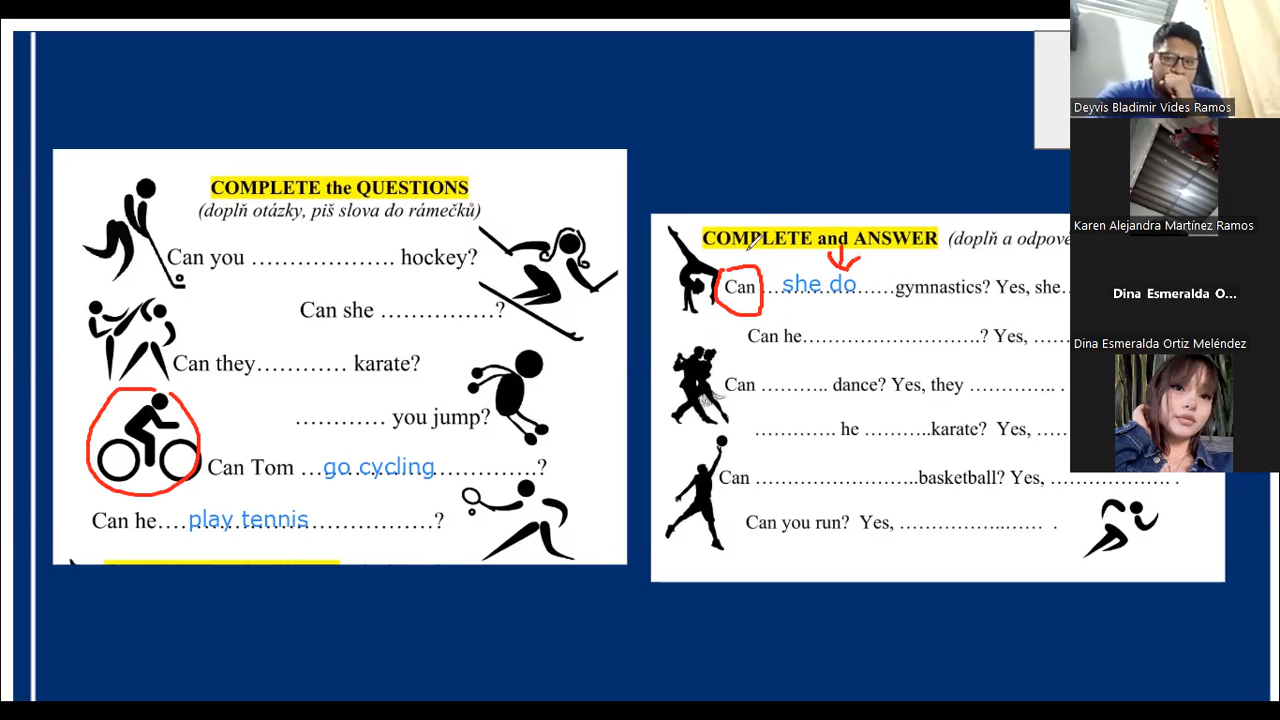 COMPLETE the QUESTIONS
(doplň otázky, piš slova do rámečků)
Can you ………………. hockey?
Can she …………..?
Can they………… karate?
………… you jump?
Can Tom …go cycling………….?
Can he….play tennis……………?
COMPLETE and ANSWER (doplň a odpově
Can …she do……gymnastics? Yes, she…
Can he……………………….? Yes, ……
Can ……….. dance? Yes, they ………….. .
…………. he ……….karate? Yes, ……
Can …………………….basketball? Yes, ………………. .
Can you run? Yes, ……………..…… .
Deyvis Bladimir Vides Ramos
Karen Alejandra Martínez Ramos
Dina Esmeralda O...
Dina Esmeralda Ortiz Meléndez